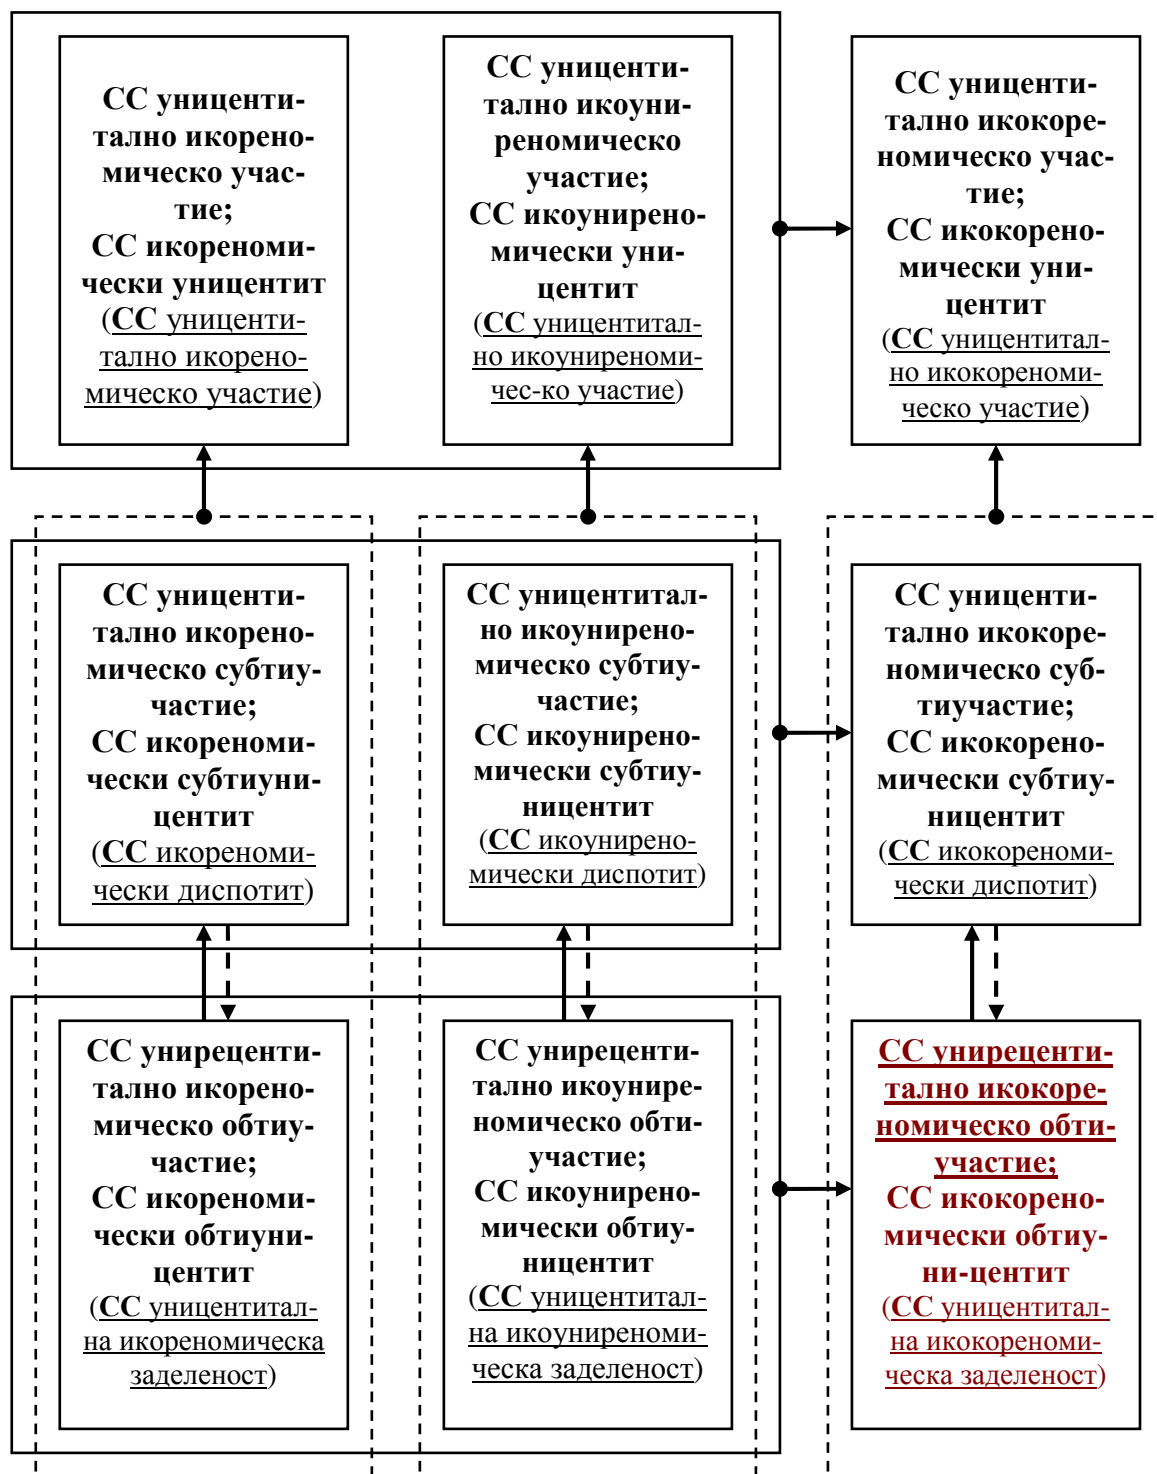 СС униценти-
тално икорено-
мическо учас-
тие;
СС икореноми-
чески уницентит
(СС униценти-
тално икорено-
мическо участие)
СС униценти-
тално икоуни-
реномическо
участие;
СС икоунирено-
мически уни-
центит
(СС уницентитал-
но икоуниреноми-
чес-ко участие)
СС униценти-
тално икокоре-
номическо учас-
тие;
СС икокорено-
мически уни-
центит
(СС уницентитал-
но икокореноми-
ческо участие)
СС униценти-
тално икорено-
мическо субтиу-
частие;
СС икореноми-
чески субтиуни-
центит
(СС икореноми-
чески диспотит)
СС уницентитал-
но икоунирено-
мическо субтиу-
частие;
СС икоунирено-
мически субтиу-
ницентит
(СС икоунирено-
мически диспотит)
СС униценти-
тално икокоре-
номическо суб-
тиучастие;
СС икокорено-
мически субтиу-
ницентит
(СС икокореноми-
чески диспотит)
СС униреценти-
тално икорено-
мическо обтиу-
частие;
СС икореноми-
чески обтиуни-
центит
(СС уницентитал-
на икореномическа
заделеност)
СС униреценти-
тално икоунире-
номическо обти-
участие;
СС икоунирено-
мически обтиу-
ницентит
(СС уницентитал-
на икоуниреноми-
ческа заделеност)
СС униреценти-
тално икокоре-
номическо обти-
участие;
СС икокорено-
мически обтиу-
ни-центит
(СС уницентитал-
на икокореноми-
ческа заделеност)